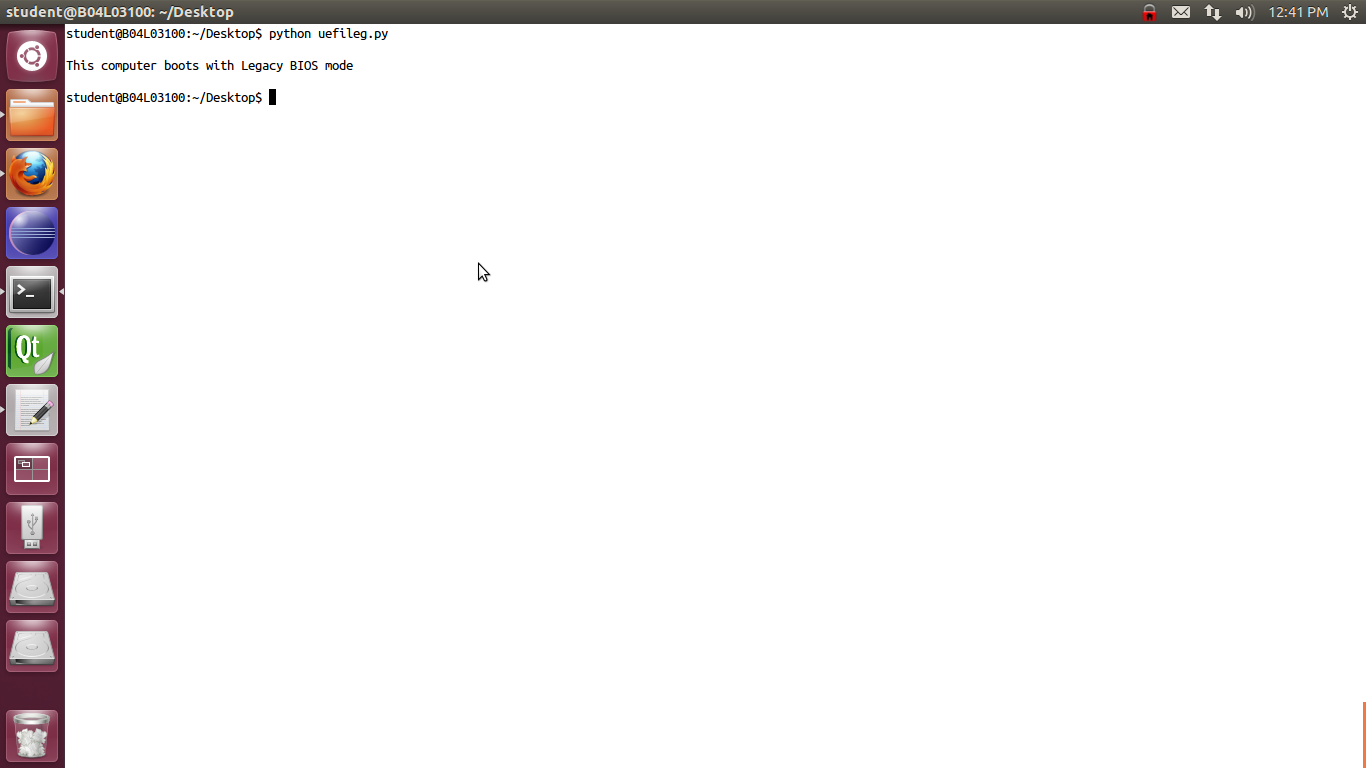 student@B04L03100: ~/Desktop
12:41 PM
student@B04L03100:~/Desktop$ python uefileg.py
This computer boots with Legacy BIOS mode
student@B04L03100:~/Desktop$
>_
Qt